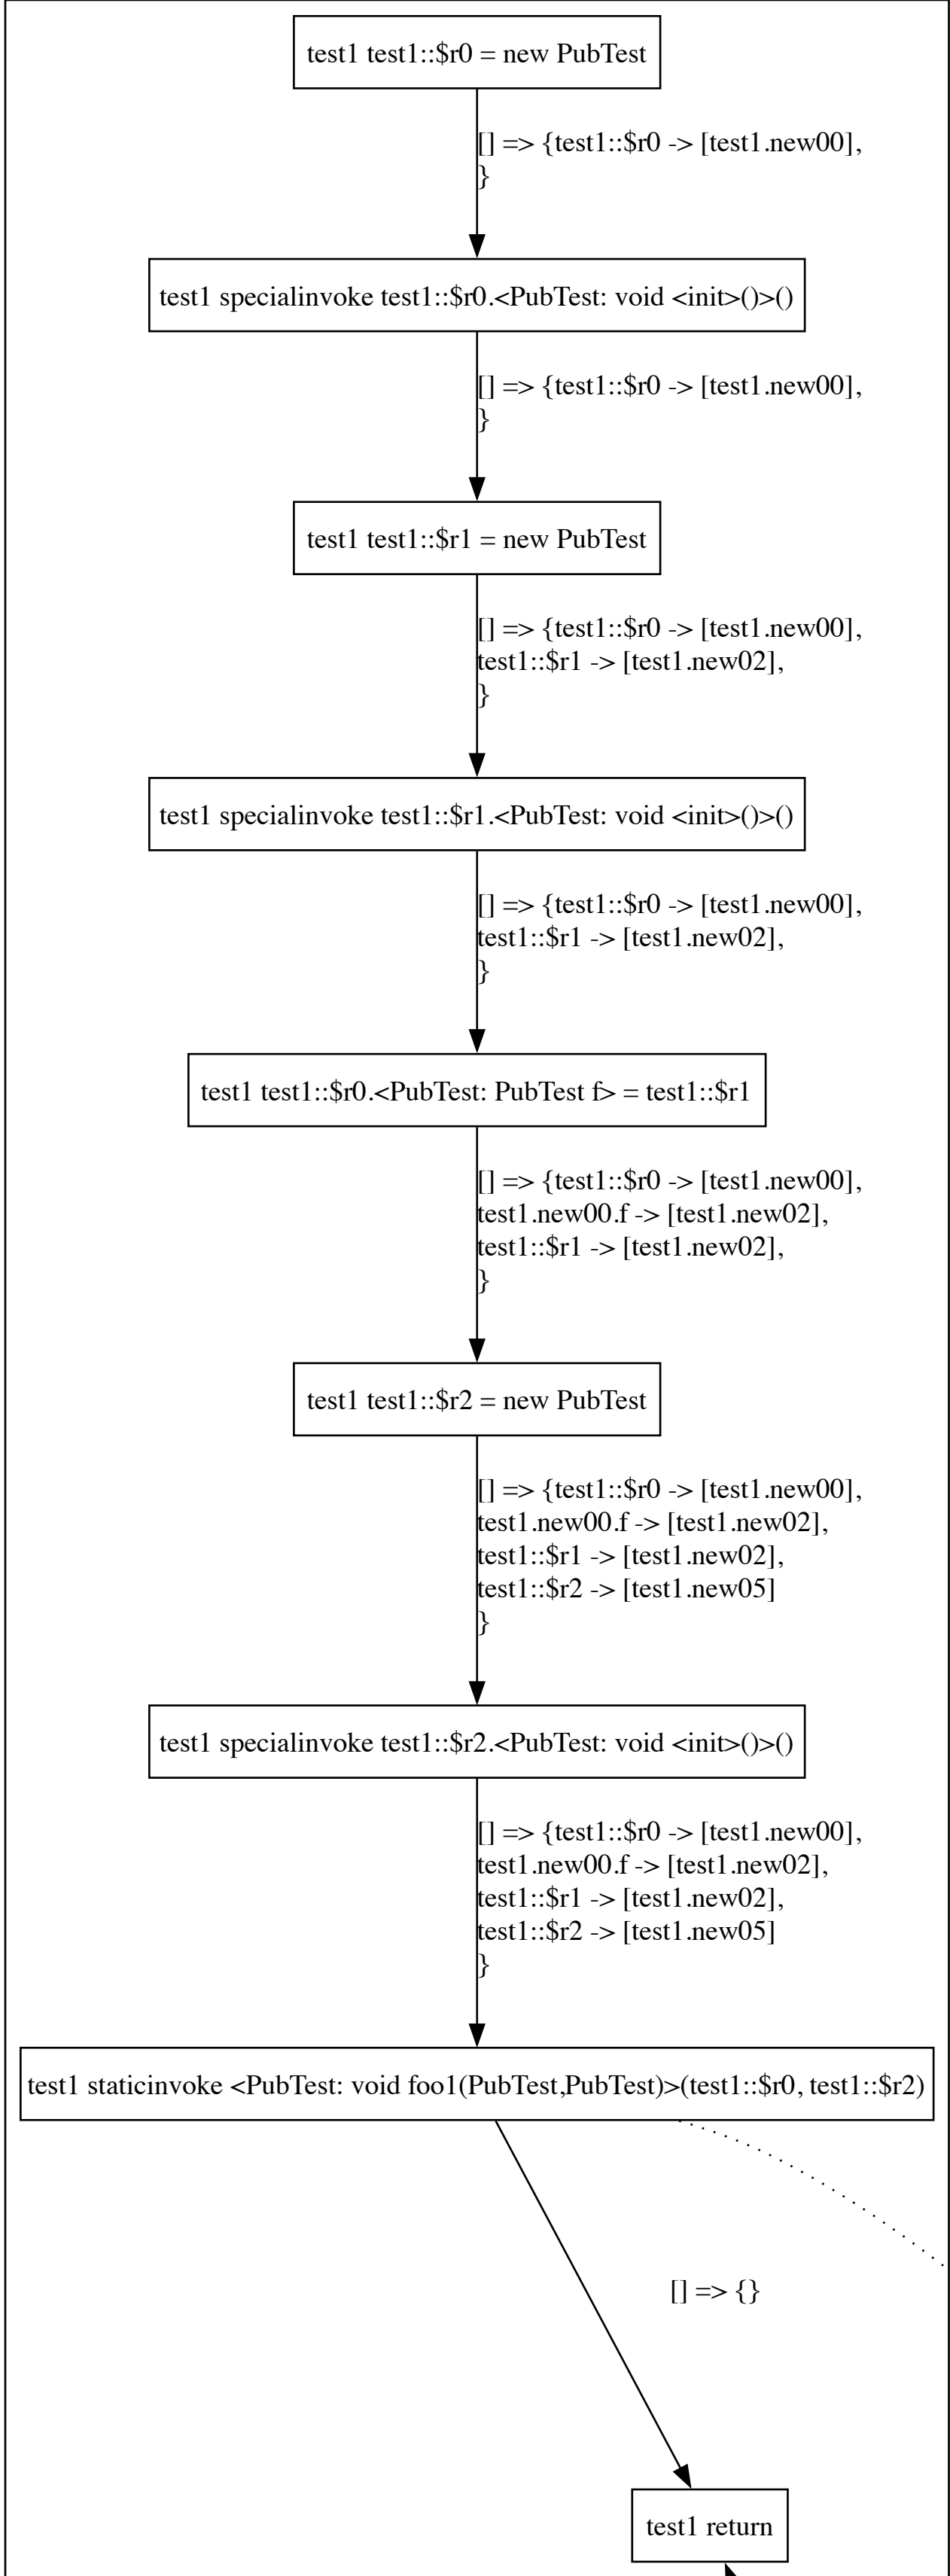 test1 test1::$r0 = new PubTest
[] => {test1::$r0 -> [test1.new00],
}
test1 specialinvoke test1::$r0.<PubTest: void <init>()>()
[] => {test1::$r0 -> [test1.new00],
}
test1 test1::$r1 = new PubTest
[] => {test1::$r0 -> [test1.new00],
test1::$r1 -> [test1.new02],
}
test1 specialinvoke test1::$r1.<PubTest: void <init>()>()
[] => {test1::$r0 -> [test1.new00],
test1::$r1 -> [test1.new02],
}
test1 test1::$r0.<PubTest: PubTest f> = test1::$r1
[] => {test1::$r0 -> [test1.new00],
test1.new00.f -> [test1.new02],
test1::$r1 -> [test1.new02],
}
test1 test1::$r2 = new PubTest
[] => {test1::$r0 -> [test1.new00],
test1.new00.f -> [test1.new02],
test1::$r1 -> [test1.new02],
test1::$r2 -> [test1.new05]
}
test1 specialinvoke test1::$r2.<PubTest: void <init>()>()
[] => {test1::$r0 -> [test1.new00],
test1.new00.f -> [test1.new02],
test1::$r1 -> [test1.new02],
test1::$r2 -> [test1.new05]
}
test1 staticinvoke <PubTest: void foo1(PubTest,PubTest)>(test1::$r0, test1::$r2)
[] => {}
test1 return